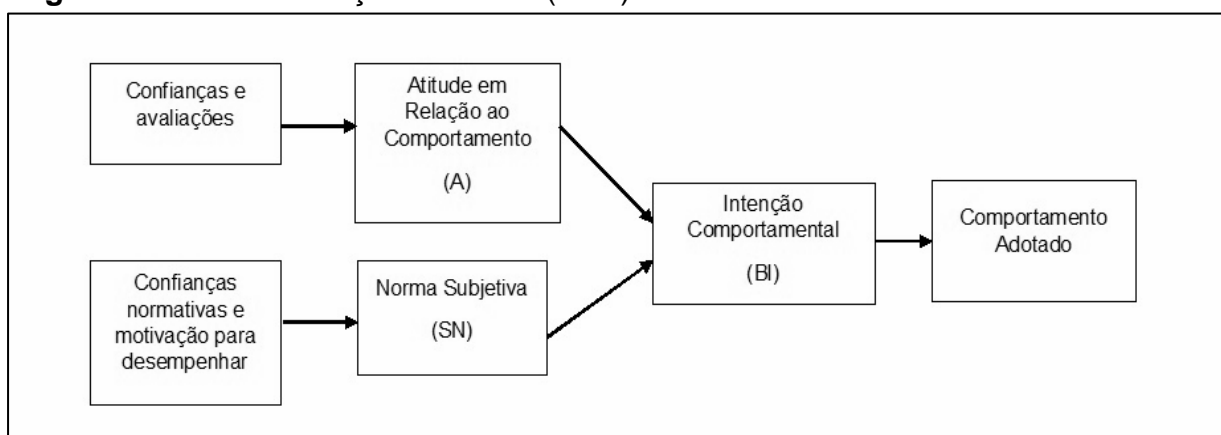 Confianças e
avaliações
Atitude em
Relação ao
Comportamento
(A)
Confianças
normativas e
motivação para
desempenhar
Norma Subjetiva
(SN)
Intenção
Comportamental
(BI)
Comportamento
Adotado